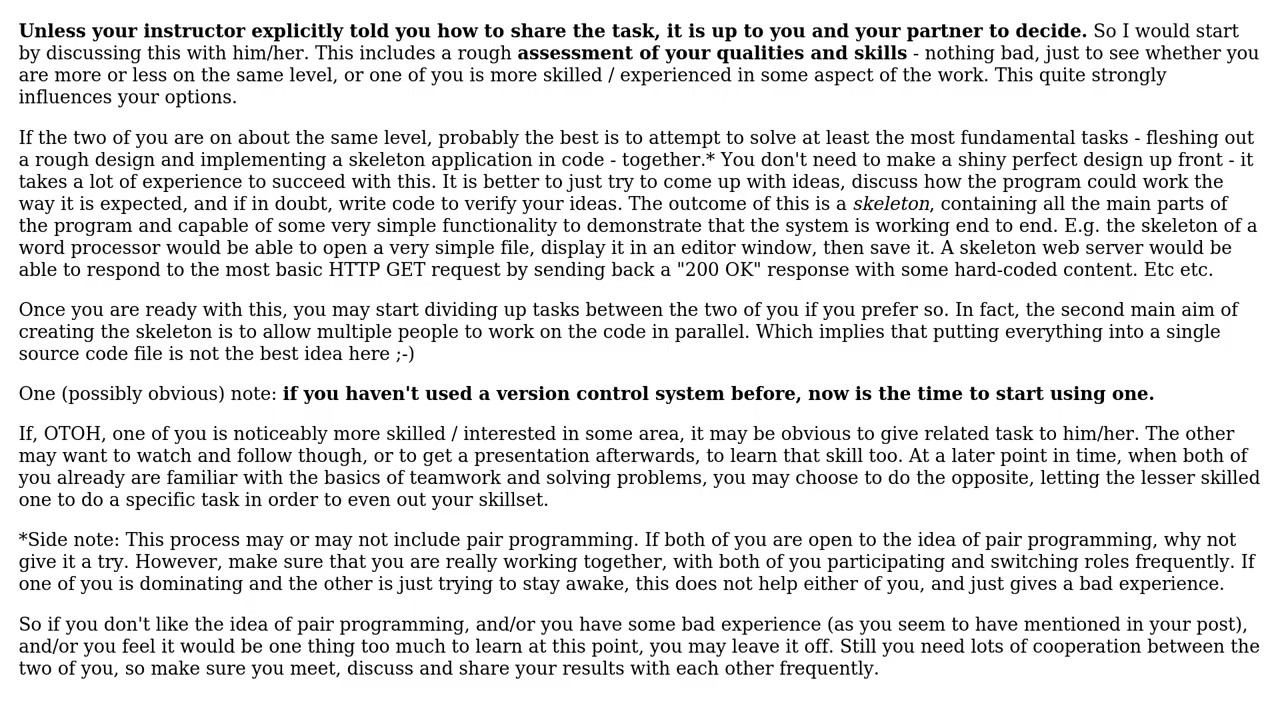 Unless your instructor explicitly told you how to share the task, it is up to you and your partner to decide. So I would start
by discussing this with him/her. This includes a rough assessment of your qualities and skills - nothing bad, just to see whether you
are more or less on the same level, or one of you is more skilled / experienced in some aspect of the work. This quite strongly
influences your options.
If the two of you are on about the same level, probably the best is to attempt to solve at least the most fundamental tasks - fleshing out
a rough design and implementing a skeleton application in code - together.* You don't need to make a shiny perfect design up front - it
takes a lot of experience to succeed with this. It is better to just try to come up with ideas, discuss how the program could work the
way it is expected, and if in doubt, write code to verify your ideas. The outcome of this is a skeleton, containing all the main parts of
the program and capable of some very simple functionality to demonstrate that the system is working end to end. E.g. the skeleton of a
word processor would be able to open a very simple file, display it in an editor window, then save it. A skeleton web server would be
able to respond to the most basic HTTP GET request by sending back a "200 OK" response with some hard-coded content. Etc etc.
Once you are ready with this, you may start dividing up tasks between the two of you if you prefer so. In fact, the second main aim of
creating the skeleton is to allow multiple people to work on the code in parallel. Which implies that putting everything into a single
source code file is not the best idea here ;-)
One (possibly obvious) note: if you haven't used a version control system before, now is the time to start using one.
If, OTOH, one of you is noticeably more skilled / interested in some area, it may be obvious to give related task to him/her. The other
may want to watch and follow though, or to get a presentation afterwards, to learn that skill too. At a later point in time, when both of
you already are familiar with the basics of teamwork and solving problems, you may choose to do the opposite, letting the lesser skilled
one to do a specific task in order to even out your skillset.
*Side note: This process may or may not include pair programming. If both of you are open to the idea of pair programming, why not
give it a try. However, make sure that you are really working together, with both of you participating and switching roles frequently. If
one of you is dominating and the other is just trying to stay awake, this does not help either of you, and just gives a bad experience.
So if you don't like the idea of pair programming, and/or you have some bad experience (as you seem to have mentioned in your post),
and/or you feel it would be one thing too much to learn at this point, you may leave it off. Still you need lots of cooperation between the
two of you, so make sure you meet, discuss and share your results with each other frequently.